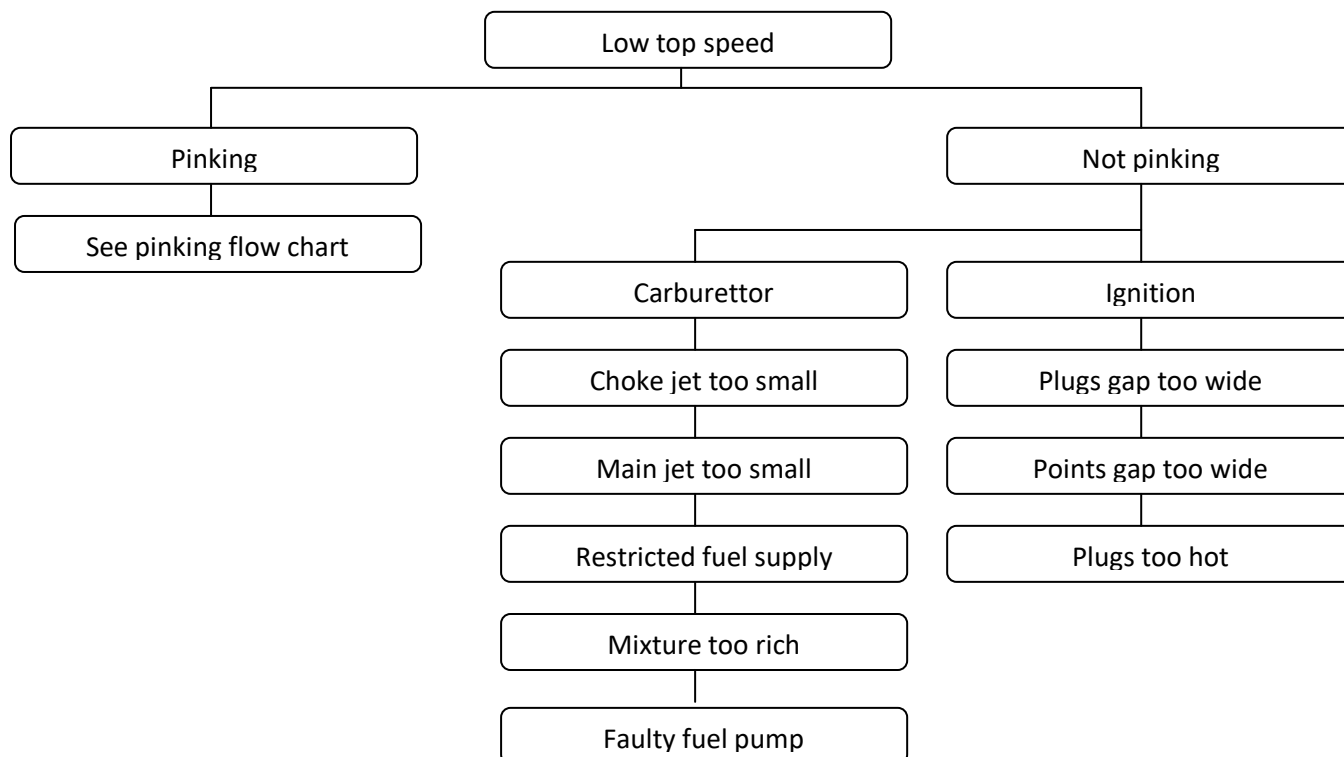 Low top speed
Pinking
Not pinking
See pinking flow chart
Carburettor
Ignition
Choke jet too small
Plugs gap too wide
Main jet too small
Points gap too wide
Restricted fuel supply
Plugs too hot
Mixture too rich
Faulty fuel pump